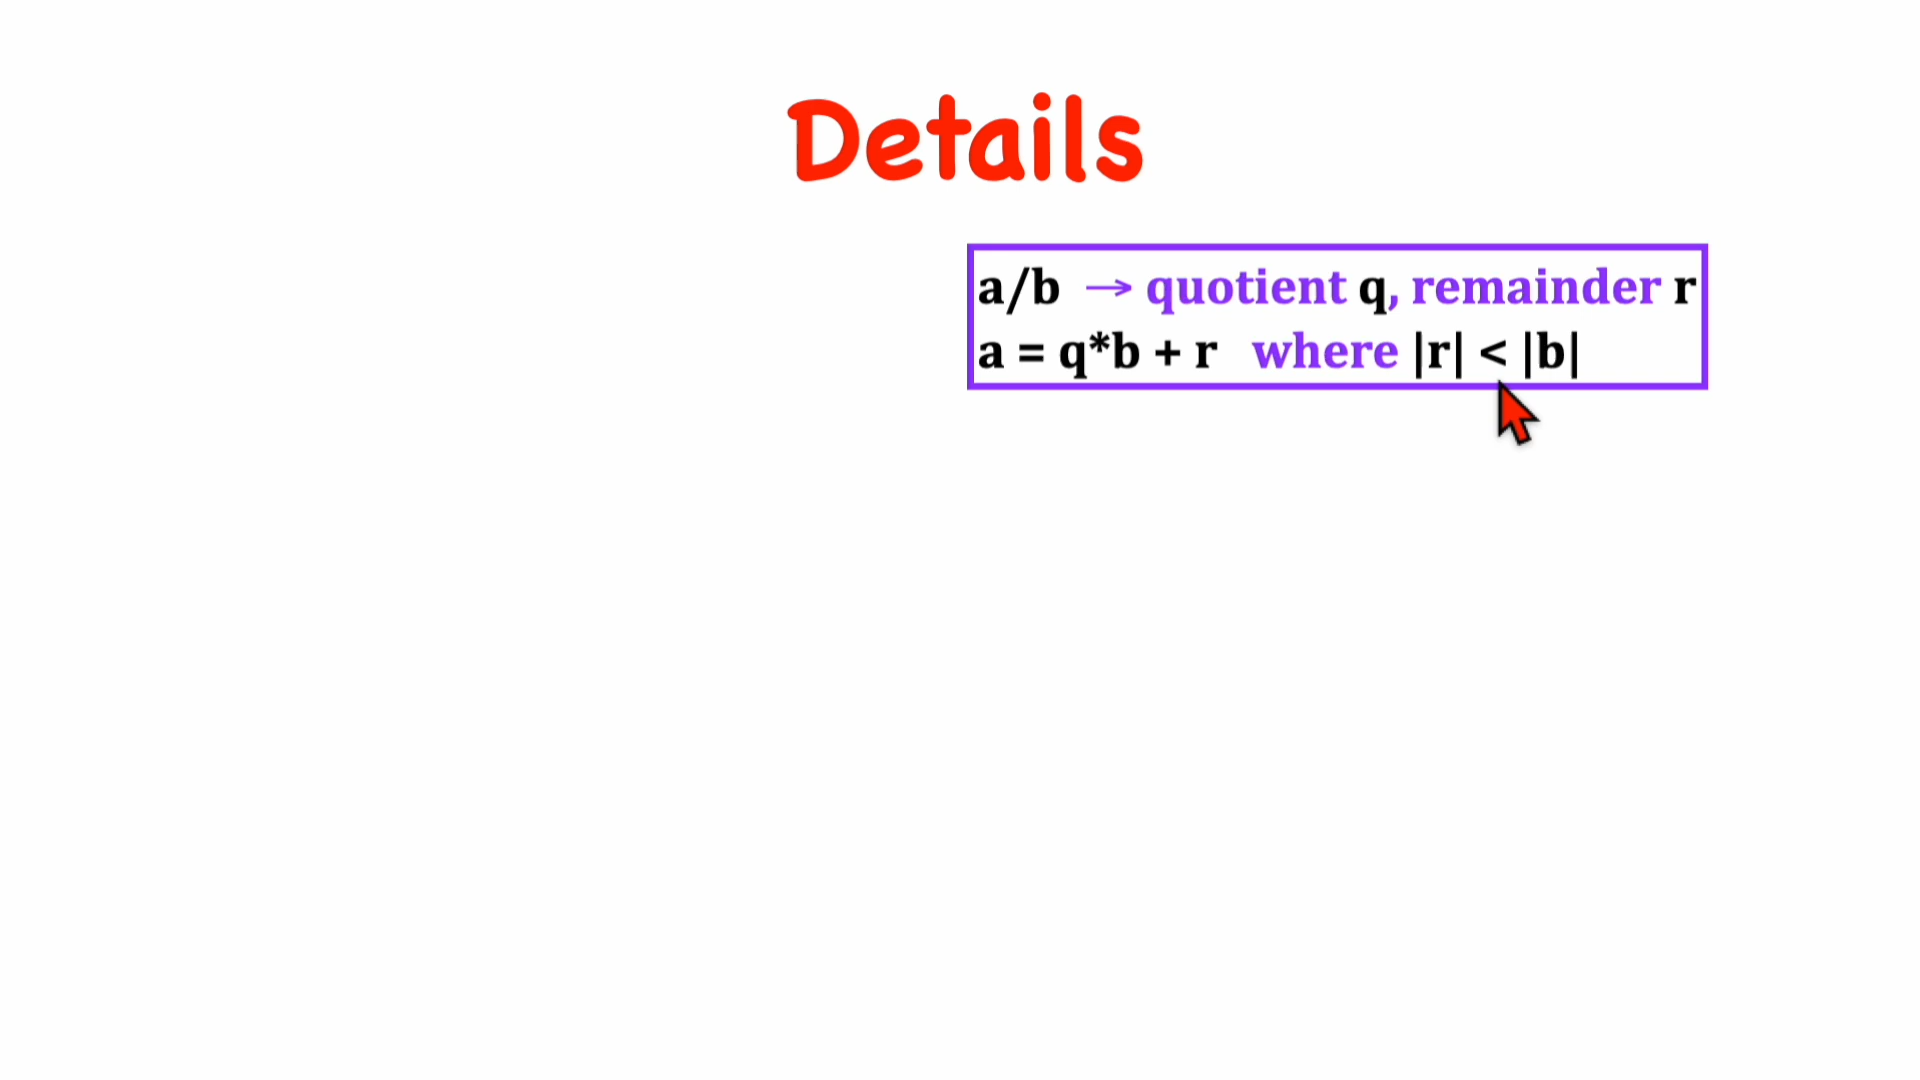 Details
a/b → quotient q, remainder r
a = q*b + r where |r| < |b|